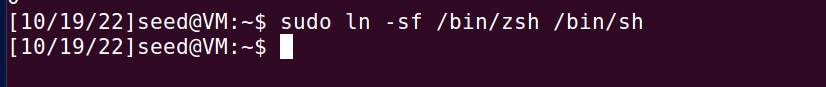 [10/19/22]seed@VM:~$ sudo ln -sf /bin/zsh /bin/sh
[10/19/22]seed@VM:~$